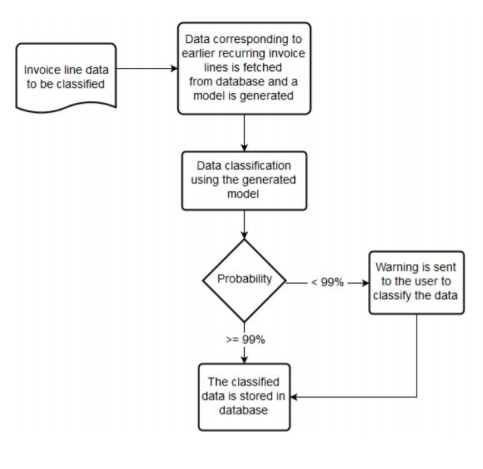 Invoice line data
to be classified
Data corresponding to
earlier recurring invoice
lines is fetched
from database and a
model is generated
Data classification
using the generated
model
Probability
< 99%
Warning is sent
to the user to
classify the data
>= 99%
The classified
data is stored in
database